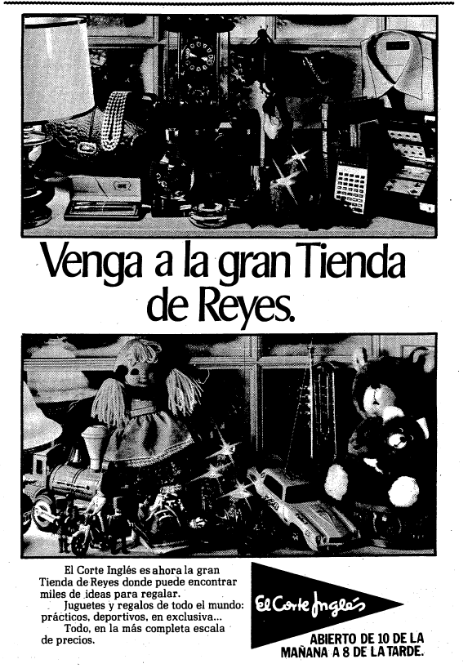 Venga a la gran Tienda
de Reyes.
El Corte Inglés es ahora la gran
Tienda de Reyes donde puede encontrar
miles de ideas para regalar.
Juguetes y regalos de todo el mundo:
prácticos, deportivos, en exclusiva...
Todo, en la más completa escala
de precios.
El Corte Inglés
ABIERTO DE 10 DE LA
MAÑANA A 8 DE LA TARDE.